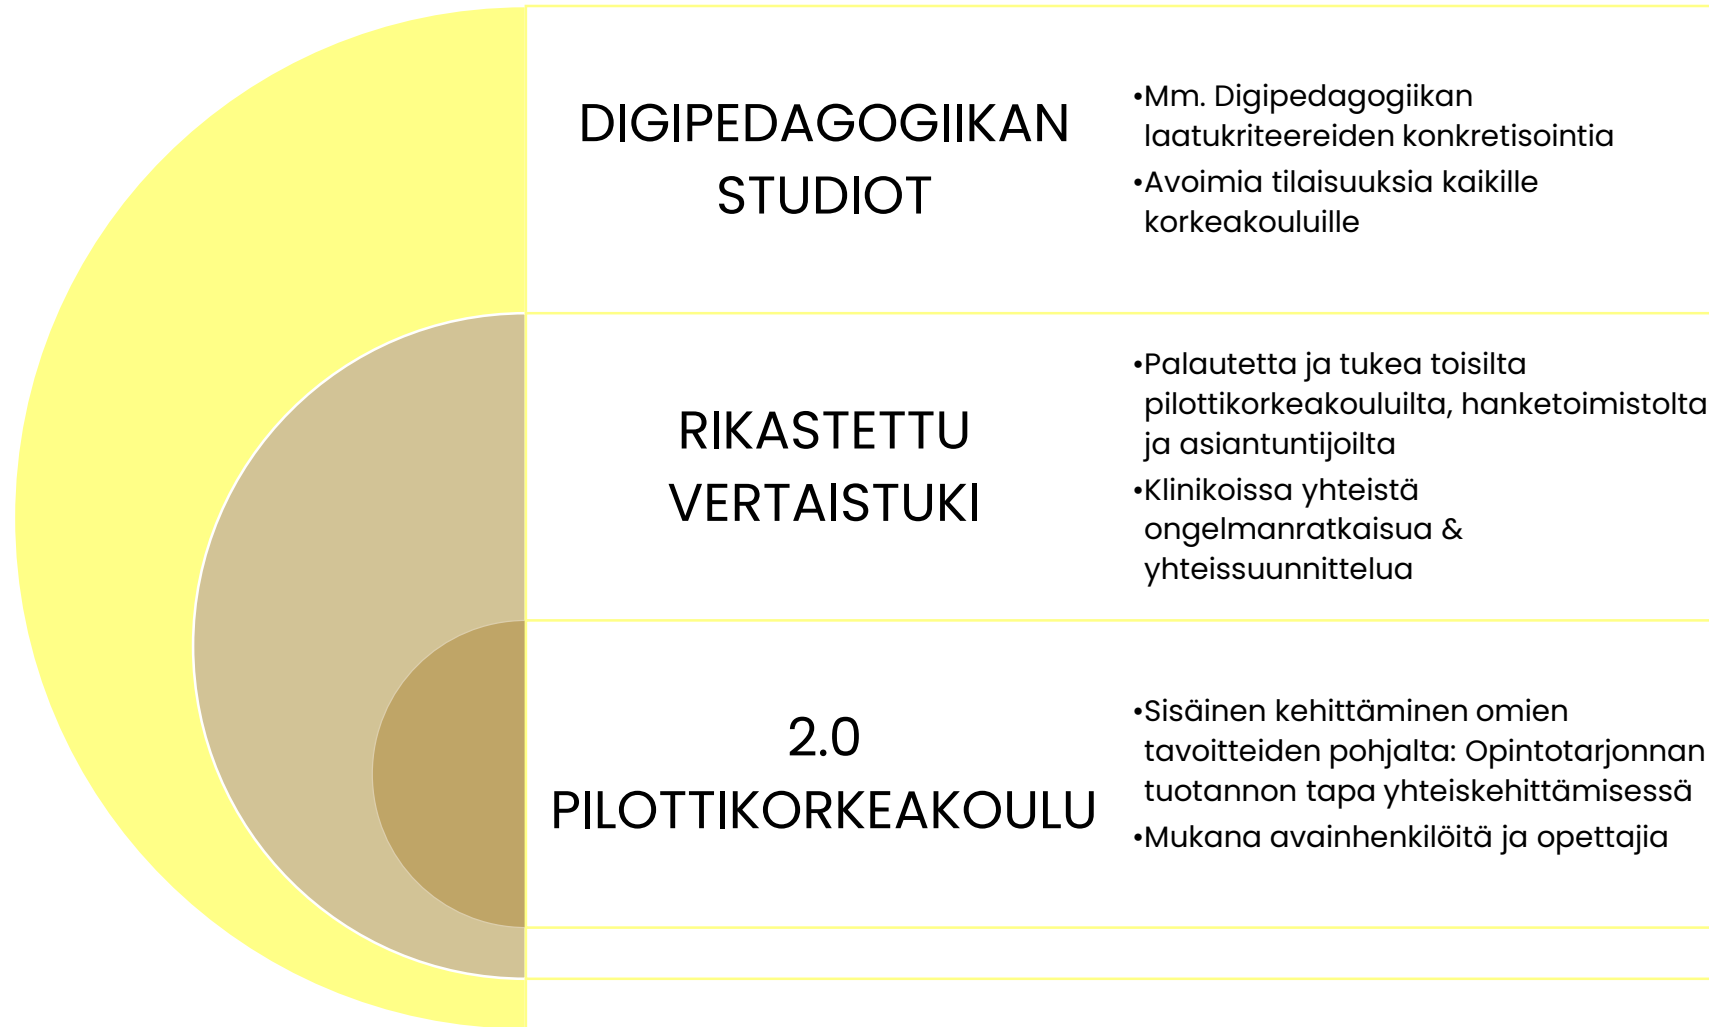 DIGIPEDAGOGIIKAN
STUDIOT
•Mm. Digipedagogiikan
laatukriteereiden konkretisointia
•Avoimia tilaisuuksia kaikille
korkeakouluille
RIKASTETTU
VERTAISTUKI
•Palautetta ja tukea toisilta
pilottikorkeakouluilta, hanketoimistolta
ja asiantuntijoilta
•Klinikoissa yhteistä
ongelmanratkaisua &
yhteissuunnittelua
2.0
PILOTTIKORKEAKOULU
•Sisäinen kehittäminen omien
tavoitteiden pohjalta: Opintotarjonnan
tuotannon tapa yhteiskehittämisessä
•Mukana avainhenkilöitä ja opettajia